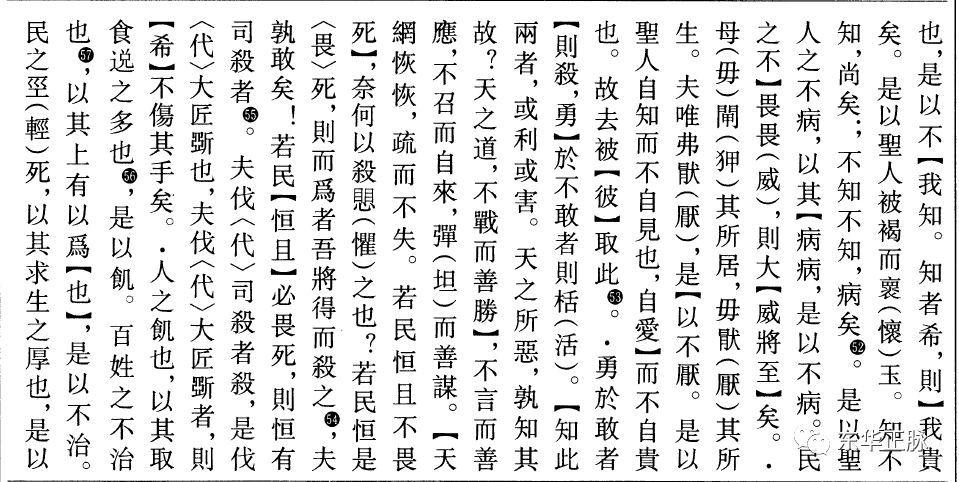 也，是以不【我知。知者希，則】我貴
矣。是以聖人被褐而褱（懷）玉。知不
知，尚矣；不知不知，病矣㊾。是以聖
人之不病，以其【病病，是以不病。民
之不】畏畏（威），則大【威將至】矣。·
母（毋）閘（狎）其所居，毋猒（厭）其所
生。夫唯弗猒（厭），是【以不厭。是以
聖人自知而不自見也，自愛】而不自貴
也。故去被【彼】取此53。·勇於敢者
【則殺，勇】於不敢者則栝（活）。【知此
兩者，或利或害。天之所惡，孰知其
故？天之道，不戰而善勝】，不言而善
應，不召而自來，彈（坦）而善謀。【天
網恢恢，疏而不失。若民恒且不畏
死】，奈何以殺愳（懼）之也？若民恒是
〈畏〉死，則而爲者吾將得而殺之54，夫
孰敢矣！若民【恒且】必畏死，則恒有
司殺者55。夫伐〈代〉司殺者殺，是伐
〈代〉大匠斲也，夫伐〈代〉大匠斲者，則
【希】不傷其手矣。·人之飢也，以其取
食逆之多也56，是以飢。百姓之不治
也57，以其上有以爲【也】，是以不治。
民之巠（輕）死，以其求生之厚也，是以
东华正脉